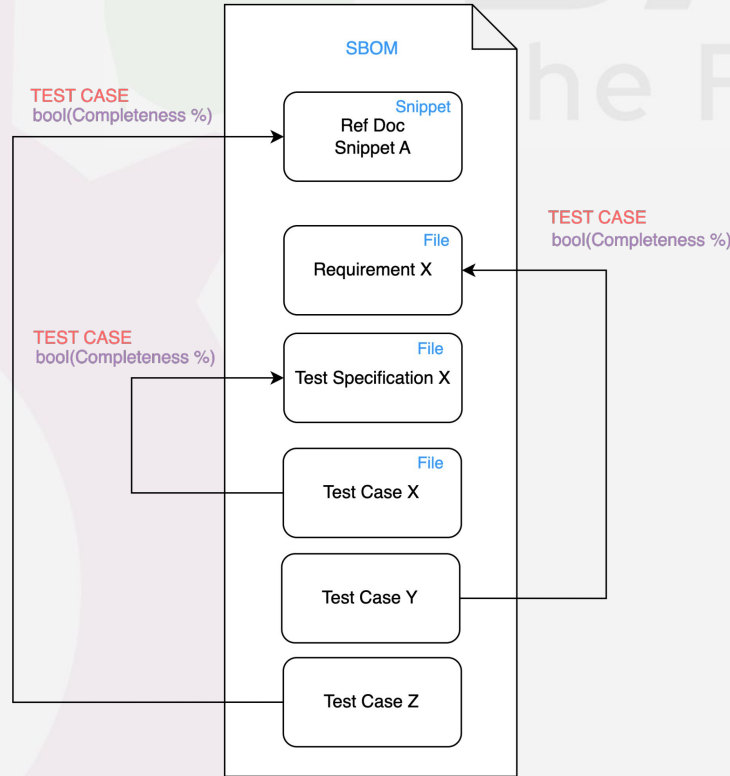 SBOM
TEST CASE
bool(Completeness %)
Snippet
Ref Doc
Snippet A
he F
TEST CASE
bool(Completeness %)
File
Requirement X
TEST CASE
bool(Completeness %)
File
Test Specification X
File
Test Case X
Test Case Y
Test Case Z